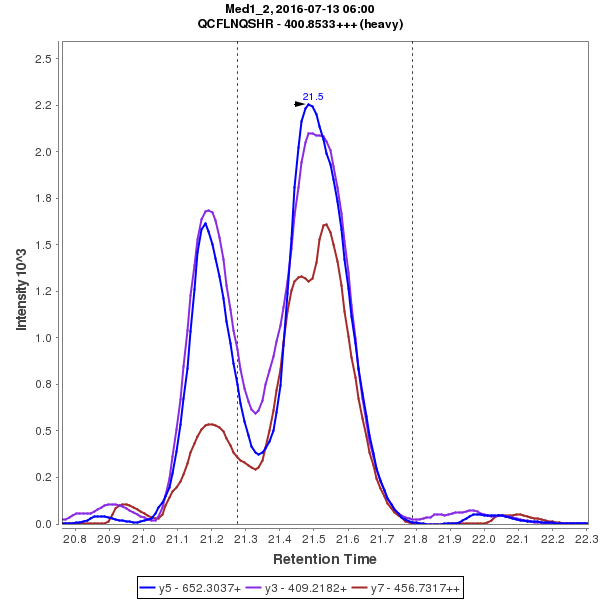 Med1_2, 2016-07-13 06:00
QCFLNQSHR - 400.8533+++ (heavy)
21.5
2.5
2.2
2.0
1.8
1.5
1.2
1.0
0.8
0.5
0.2
0.0
Intensity 10^3
20.8 20.9 21.0 21.1 21.2 21.3 21.4 21.5 21.6 21.7 21.8 21.9 22.0 22.1 22.2 22.3
Retention Time
y5 - 652.3037+ y3 - 409.2182+ y7 - 456.7317++